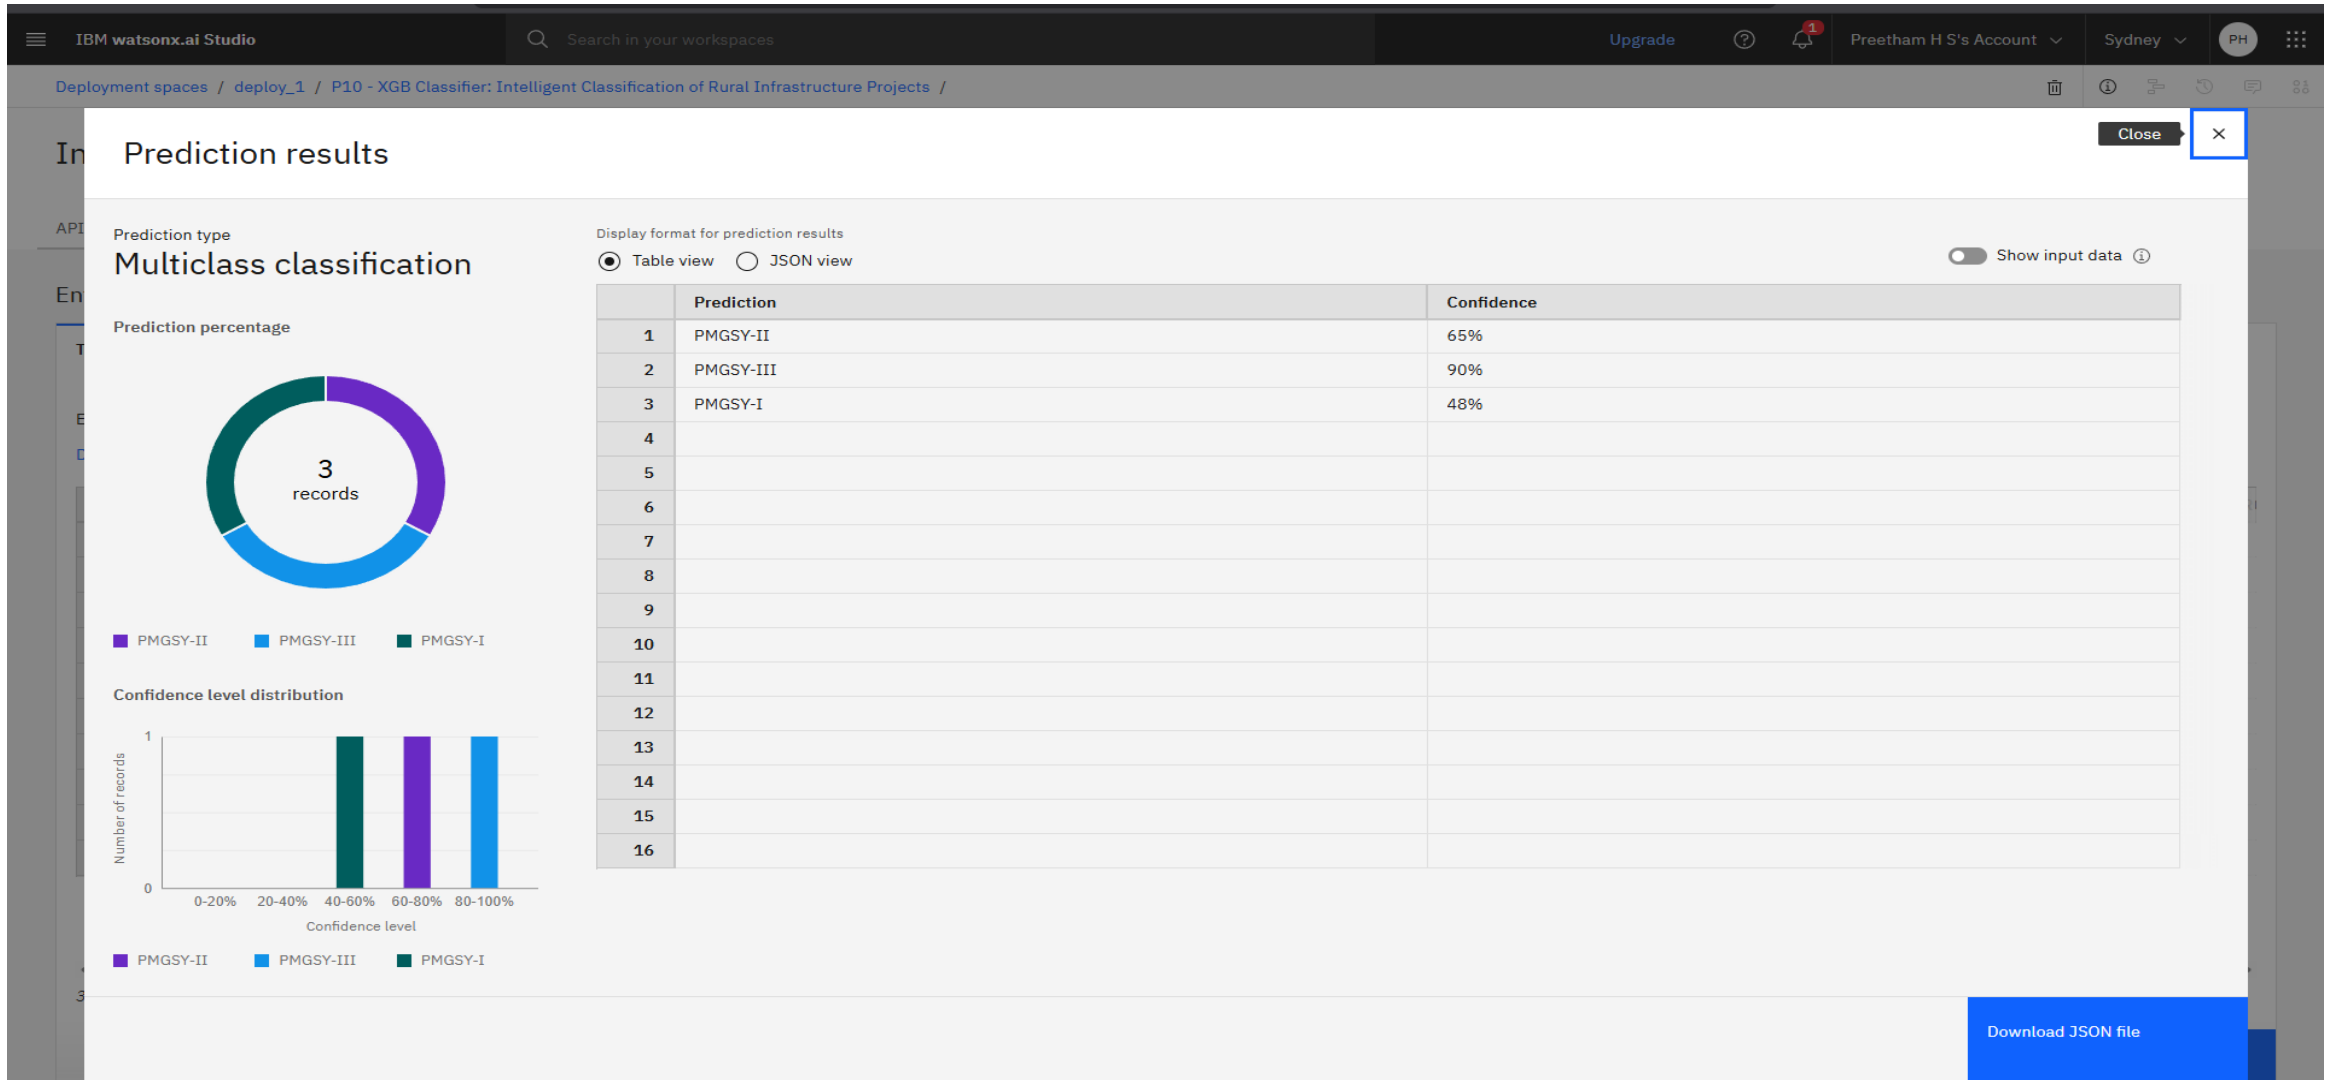 IBM watsonx.ai Studio
Search in your workspaces
Upgrade
1
Preetham H S's Account
Sydney
PH
Deployment spaces / deploy_1 / P10 - XGB Classifier: Intelligent Classification of Rural Infrastructure Projects /
In
Prediction results
Close
API
Prediction type
Multiclass classification
Display format for prediction results
Table view
JSON view
Show input data
En
Prediction percentage
T
E
D
3
records
PMGSY-II
PMGSY-III
PMGSY-I
Confidence level distribution
Number of records
1
0
0-20% 20-40% 40-60% 60-80% 80-100%
Confidence level
PMGSY-II
PMGSY-III
PMGSY-I
3
Prediction Confidence
1 PMGSY-II 65%
2 PMGSY-III 90%
3 PMGSY-I 48%
4
5
6
7
8
9
10
11
12
13
14
15
16
Download JSON file